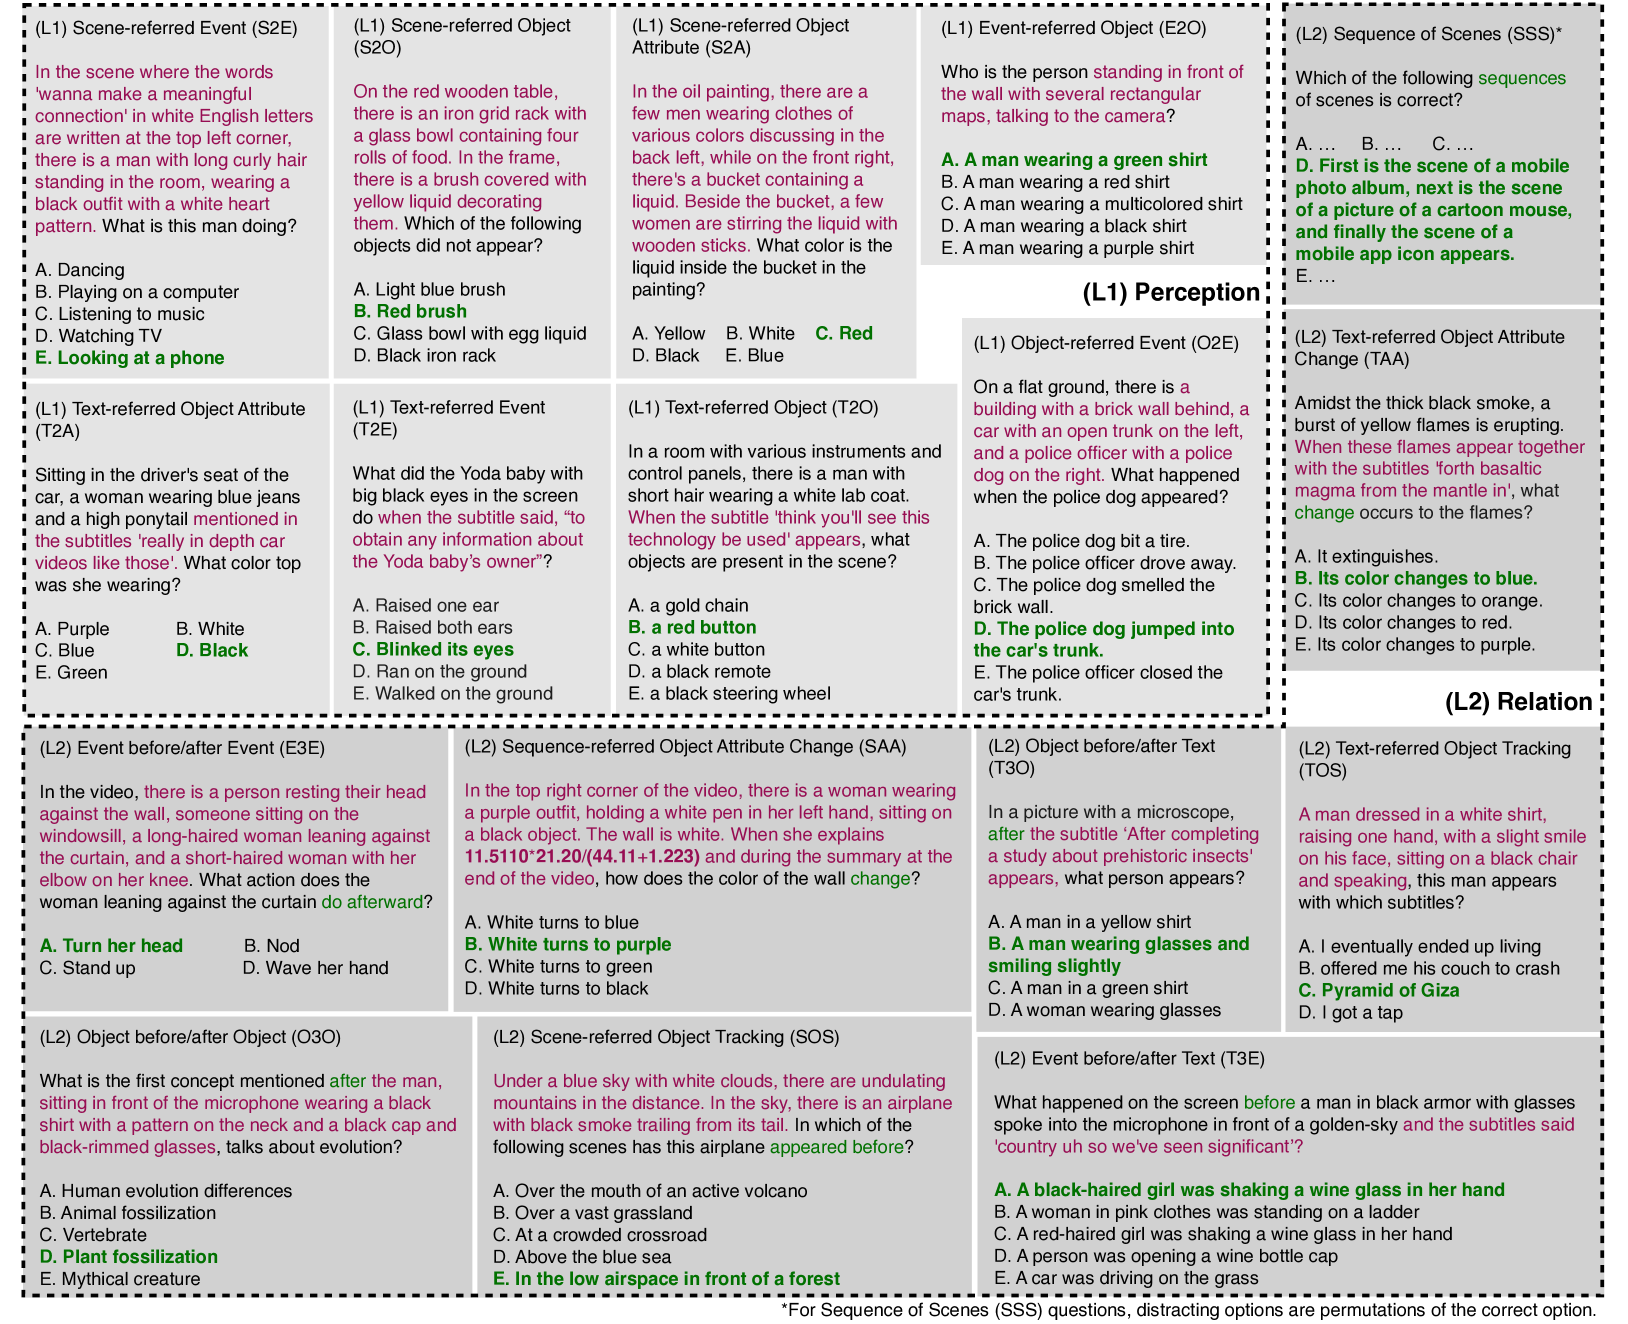 (L1) Scene-referred Event (S2E)
In the scene where the words
'wanna make a meaningful
connection' in white English letters
are written at the top left corner,
there is a man with long curly hair
standing in the room, wearing a
black outfit with a white heart
pattern. What is this man doing?
A. Dancing
B. Playing on a computer
C. Listening to music
D. Watching TV
E. Looking at a phone
(L1) Scene-referred Object
(S2O)
On the red wooden table,
there is an iron grid rack with
a glass bowl containing four
rolls of food. In the frame,
there is a brush covered with
yellow liquid decorating
them. Which of the following
objects did not appear?
A. Light blue brush
B. Red brush
C. Glass bowl with egg liquid
D. Black iron rack
(L1) Scene-referred Object
Attribute (S2A)
In the oil painting, there are a
few men wearing clothes of
various colors discussing in the
back left, while on the front right,
there's a bucket containing a
liquid. Beside the bucket, a few
women are stirring the liquid with
wooden sticks. What color is the
liquid inside the bucket in the
painting?
A. Yellow B. White C. Red
D. Black E. Blue
(L1) Event-referred Object (E2O)
Who is the person standing in front of
the wall with several rectangular
maps, talking to the camera?
A. A man wearing a green shirt
B. A man wearing a red shirt
C. A man wearing a multicolored shirt
D. A man wearing a black shirt
E. A man wearing a purple shirt
(L1) Perception
(L1) Object-referred Event (O2E)
On a flat ground, there is a
building with a brick wall behind, a
car with an open trunk on the left,
and a police officer with a police
dog on the right. What happened
when the police dog appeared?
A. The police dog bit a tire.
B. The police officer drove away.
C. The police dog smelled the
brick wall.
D. The police dog jumped into
the car's trunk.
E. The police officer closed the
car's trunk.
(L1) Text-referred Object Attribute
(T2A)
Sitting in the driver's seat of the
car, a woman wearing blue jeans
and a high ponytail mentioned in
the subtitles 'really in depth car
videos like those'. What color top
was she wearing?
A. Purple B. White
C. Blue D. Black
E. Green
(L1) Text-referred Event
(T2E)
What did the Yoda baby with
big black eyes in the screen
do when the subtitle said, “to
obtain any information about
the Yoda baby’s owner”?
A. Raised one ear
B. Raised both ears
C. Blinked its eyes
D. Ran on the ground
E. Walked on the ground
(L1) Text-referred Object (T2O)
In a room with various instruments and
control panels, there is a man with
short hair wearing a white lab coat.
When the subtitle 'think you'll see this
technology be used' appears, what
objects are present in the scene?
A. a gold chain
B. a red button
C. a white button
D. a black remote
E. a black steering wheel
(L2) Sequence of Scenes (SSS)*
Which of the following sequences
of scenes is correct?
A. … B. … C. …
D. First is the scene of a mobile
photo album, next is the scene
of a picture of a cartoon mouse,
and finally the scene of a
mobile app icon appears.
E. …
(L2) Text-referred Object Attribute
Change (TAA)
Amidst the thick black smoke, a
burst of yellow flames is erupting.
When these flames appear together
with the subtitles 'forth basaltic
magma from the mantle in', what
change occurs to the flames?
A. It extinguishes.
B. Its color changes to blue.
C. Its color changes to orange.
D. Its color changes to red.
E. Its color changes to purple.
(L2) Relation
(L2) Event before/after Event (E3E)
In the video, there is a person resting their head
against the wall, someone sitting on the
windowsill, a long-haired woman leaning against
the curtain, and a short-haired woman with her
elbow on her knee. What action does the
woman leaning against the curtain do afterward?
A. Turn her head B. Nod
C. Stand up D. Wave her hand
(L2) Sequence-referred Object Attribute Change (SAA)
In the top right corner of the video, there is a woman wearing
a purple outfit, holding a white pen in her left hand, sitting on
a black object. The wall is white. When she explains
11.5110*21.20/(44.11+1.223) and during the summary at the
end of the video, how does the color of the wall change?
A. White turns to blue
B. White turns to purple
C. White turns to green
D. White turns to black
(L2) Object before/after Text
(T3O)
In a picture with a microscope,
after the subtitle ‘After completing
a study about prehistoric insects'
appears, what person appears?
A. A man in a yellow shirt
B. A man wearing glasses and
smiling slightly
C. A man in a green shirt
D. A woman wearing glasses
(L2) Text-referred Object Tracking
(TOS)
A man dressed in a white shirt,
raising one hand, with a slight smile
on his face, sitting on a black chair
and speaking, this man appears
with which subtitles?
A. I eventually ended up living
B. offered me his couch to crash
C. Pyramid of Giza
D. I got a tap
(L2) Object before/after Object (O3O)
What is the first concept mentioned after the man,
sitting in front of the microphone wearing a black
shirt with a pattern on the neck and a black cap and
black-rimmed glasses, talks about evolution?
A. Human evolution differences
B. Animal fossilization
C. Vertebrate
D. Plant fossilization
E. Mythical creature
(L2) Scene-referred Object Tracking (SOS)
Under a blue sky with white clouds, there are undulating
mountains in the distance. In the sky, there is an airplane
with black smoke trailing from its tail. In which of the
following scenes has this airplane appeared before?
A. Over the mouth of an active volcano
B. Over a vast grassland
C. At a crowded crossroad
D. Above the blue sea
E. In the low airspace in front of a forest
(L2) Event before/after Text (T3E)
What happened on the screen before a man in black armor with glasses
spoke into the microphone in front of a golden-sky and the subtitles said
'country uh so we've seen significant’?
A. A black-haired girl was shaking a wine glass in her hand
B. A woman in pink clothes was standing on a ladder
C. A red-haired girl was shaking a wine glass in her hand
D. A person was opening a wine bottle cap
E. A car was driving on the grass
*For Sequence of Scenes (SSS) questions, distracting options are permutations of the correct option.